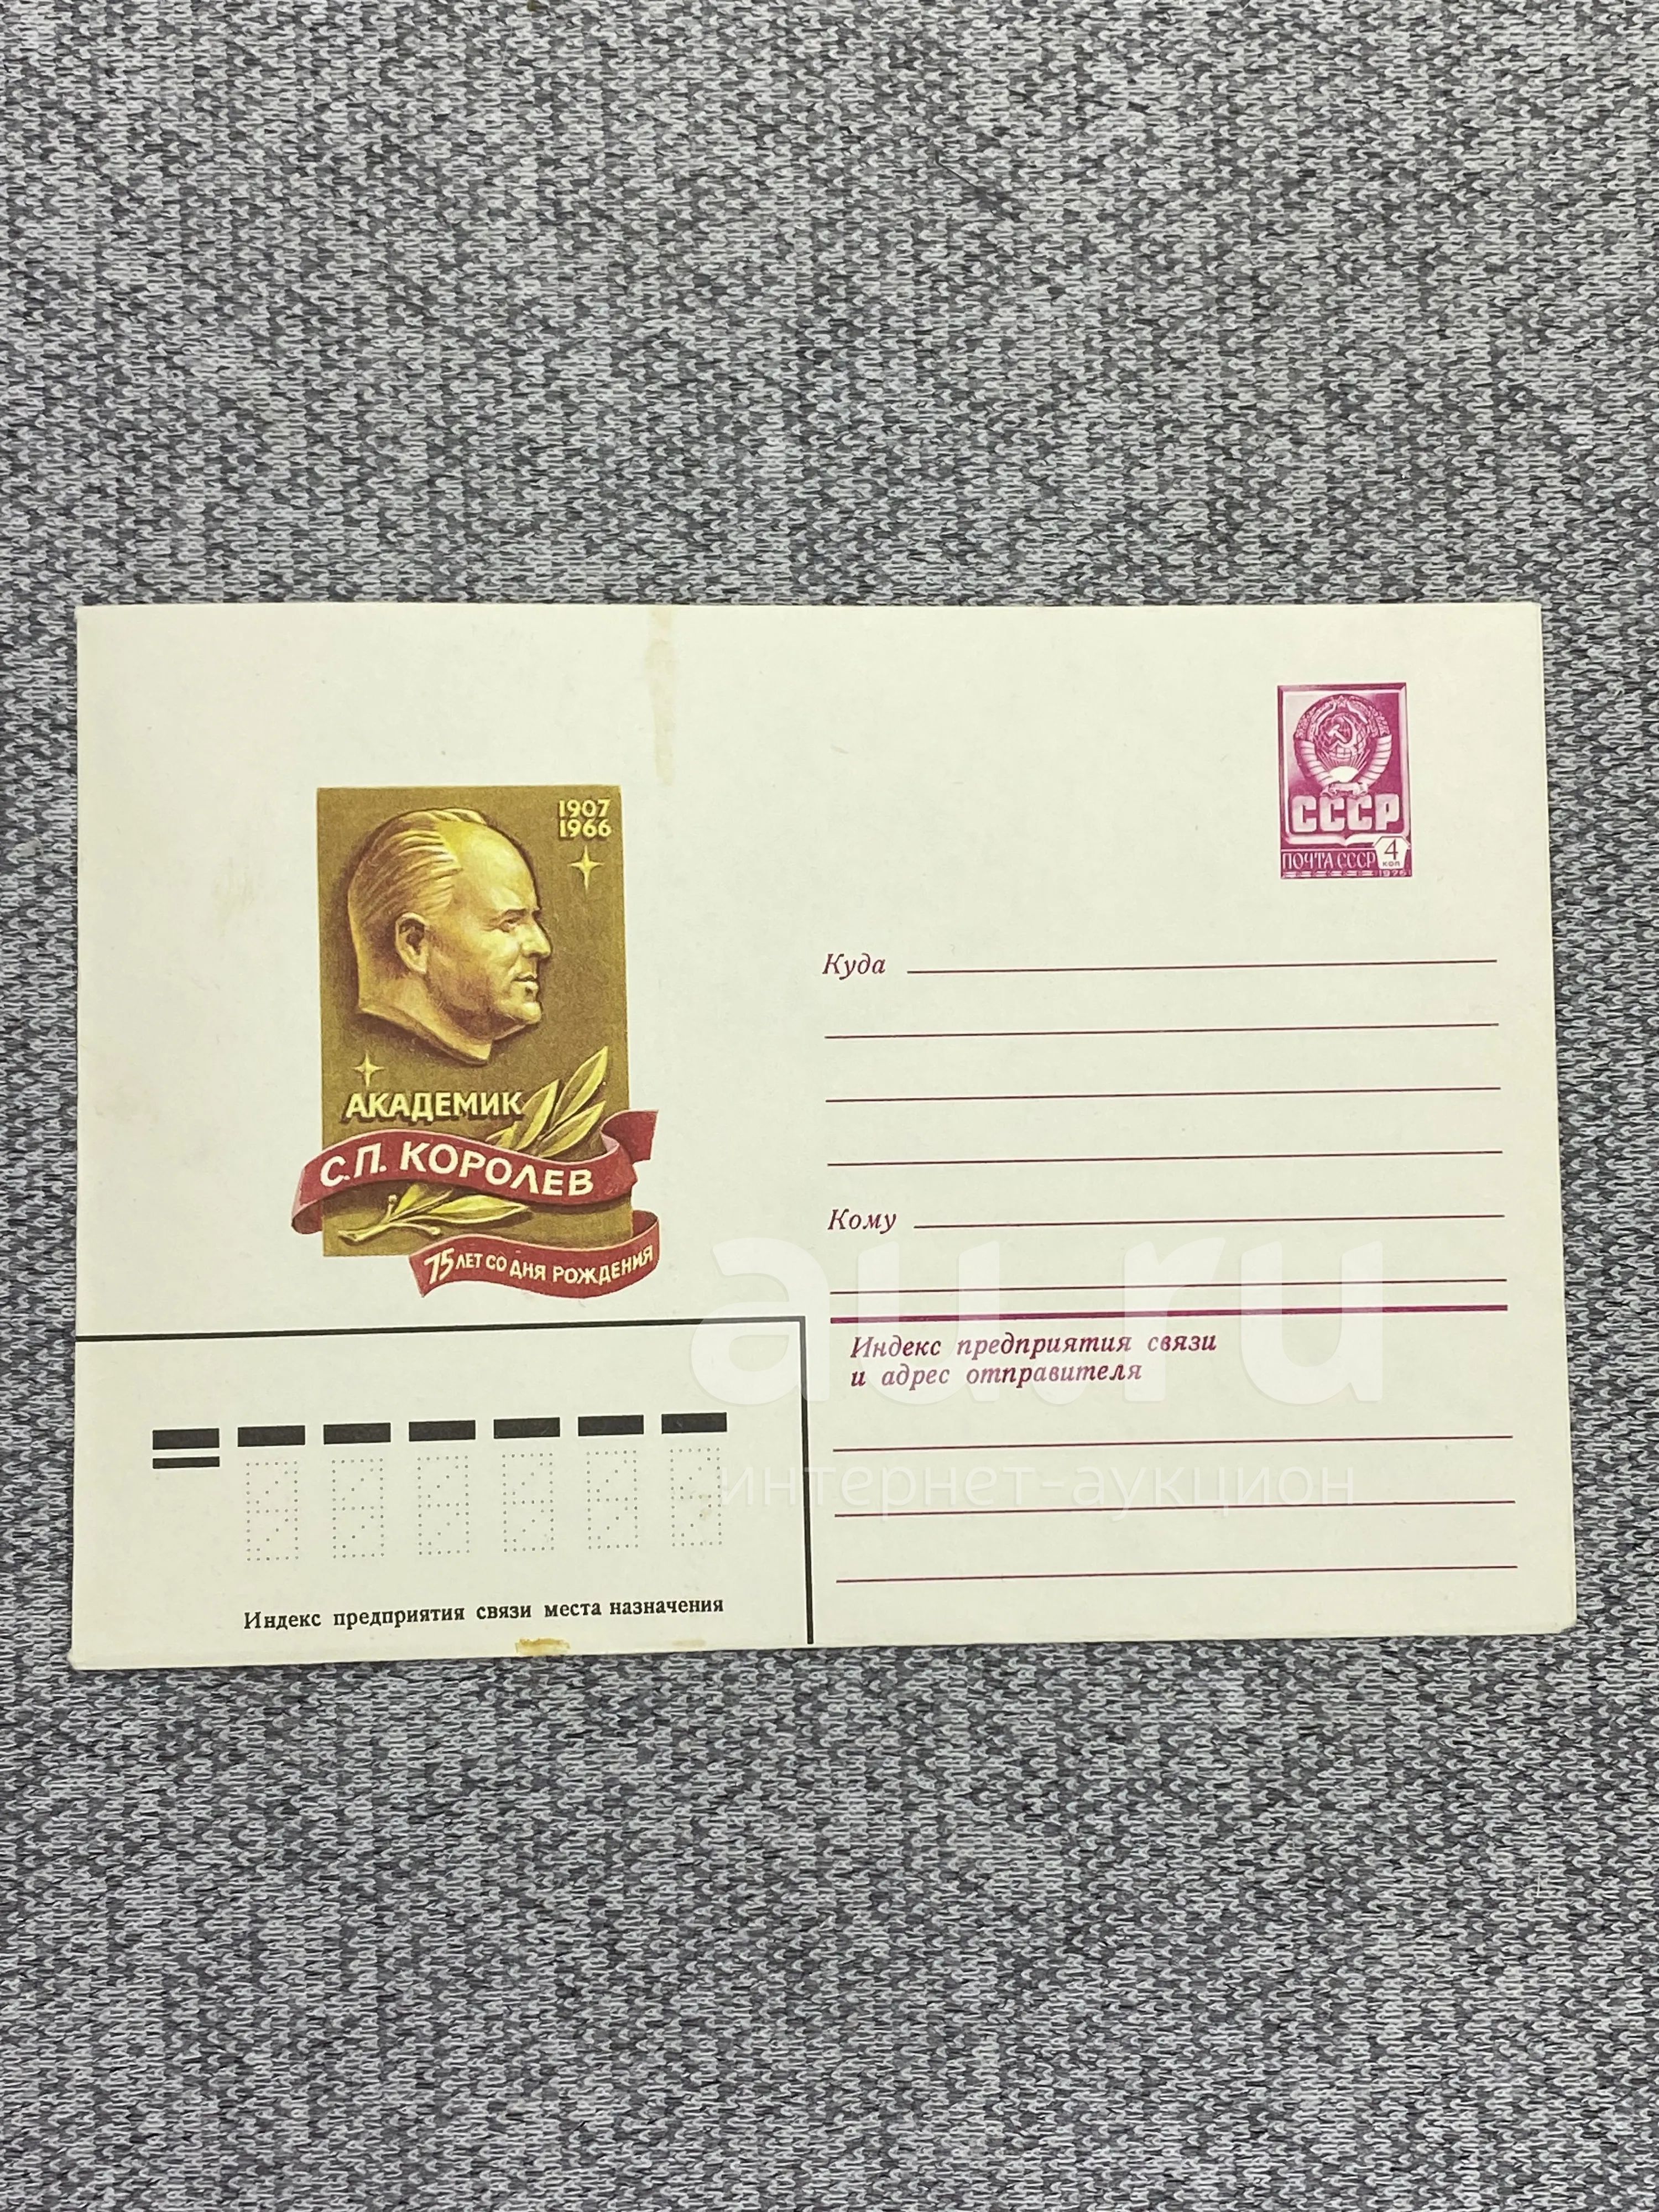 1907
1966
АКАДЕМИК
С.П. КОРОЛЕВ
75 ЛЕТ СО ДНЯ РОЖДЕНИЯ
СССР
ПОЧТА СССР 4 КОП
1976
Куда
Кому
Индекс предприятия связи
и адрес отправителя
Индекс предприятия связи места назначения
au.ru
интернет-аукцион